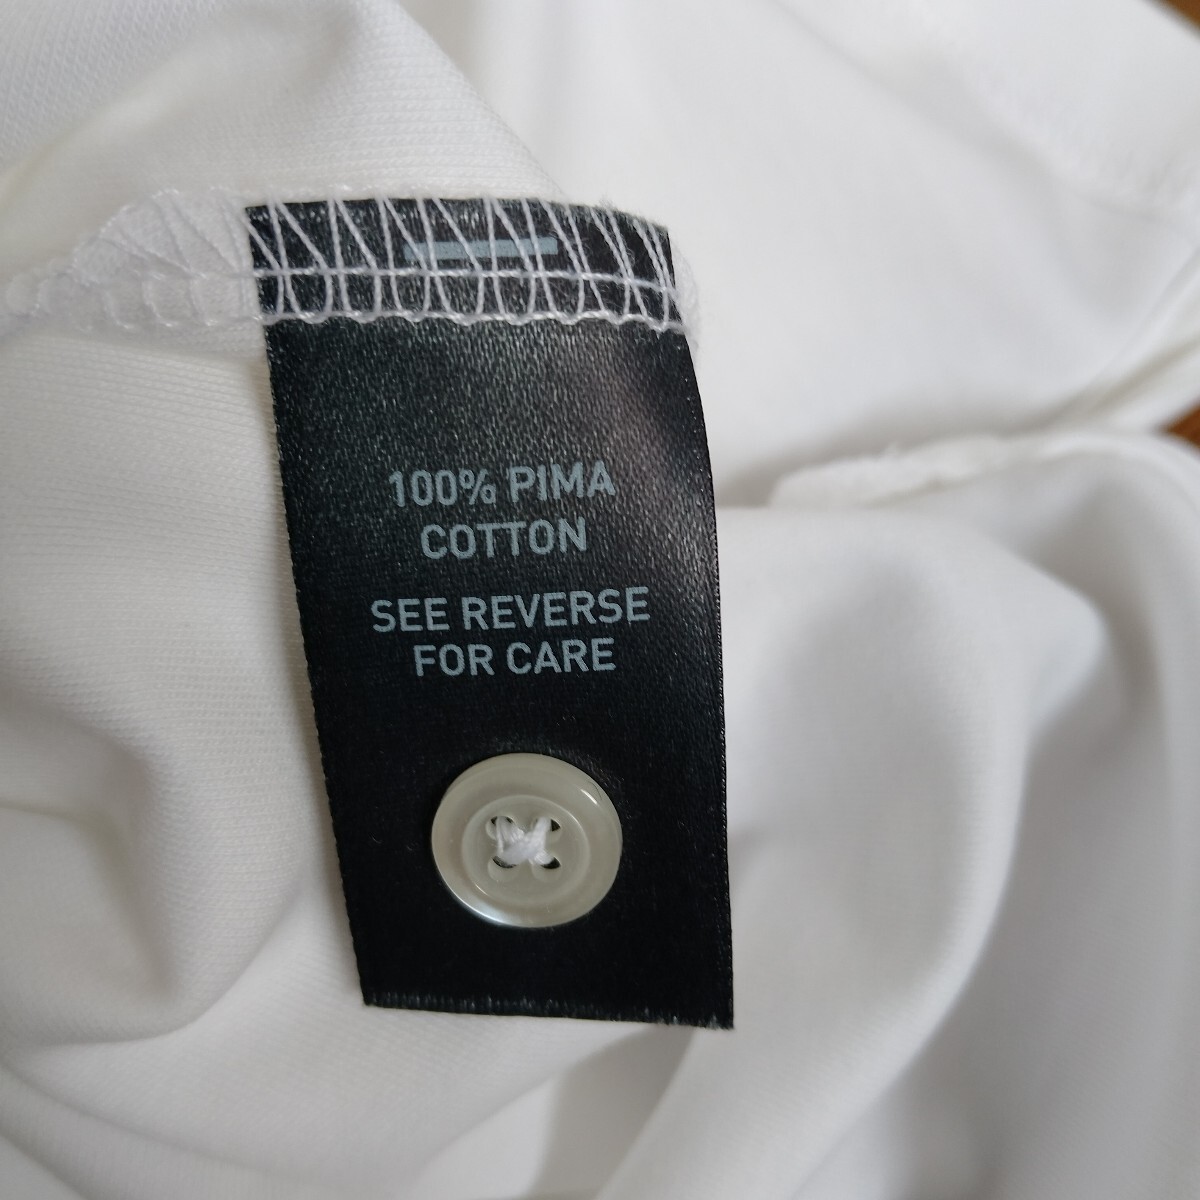 100% PIMA
COTTON
SEE REVERSE
FOR CARE